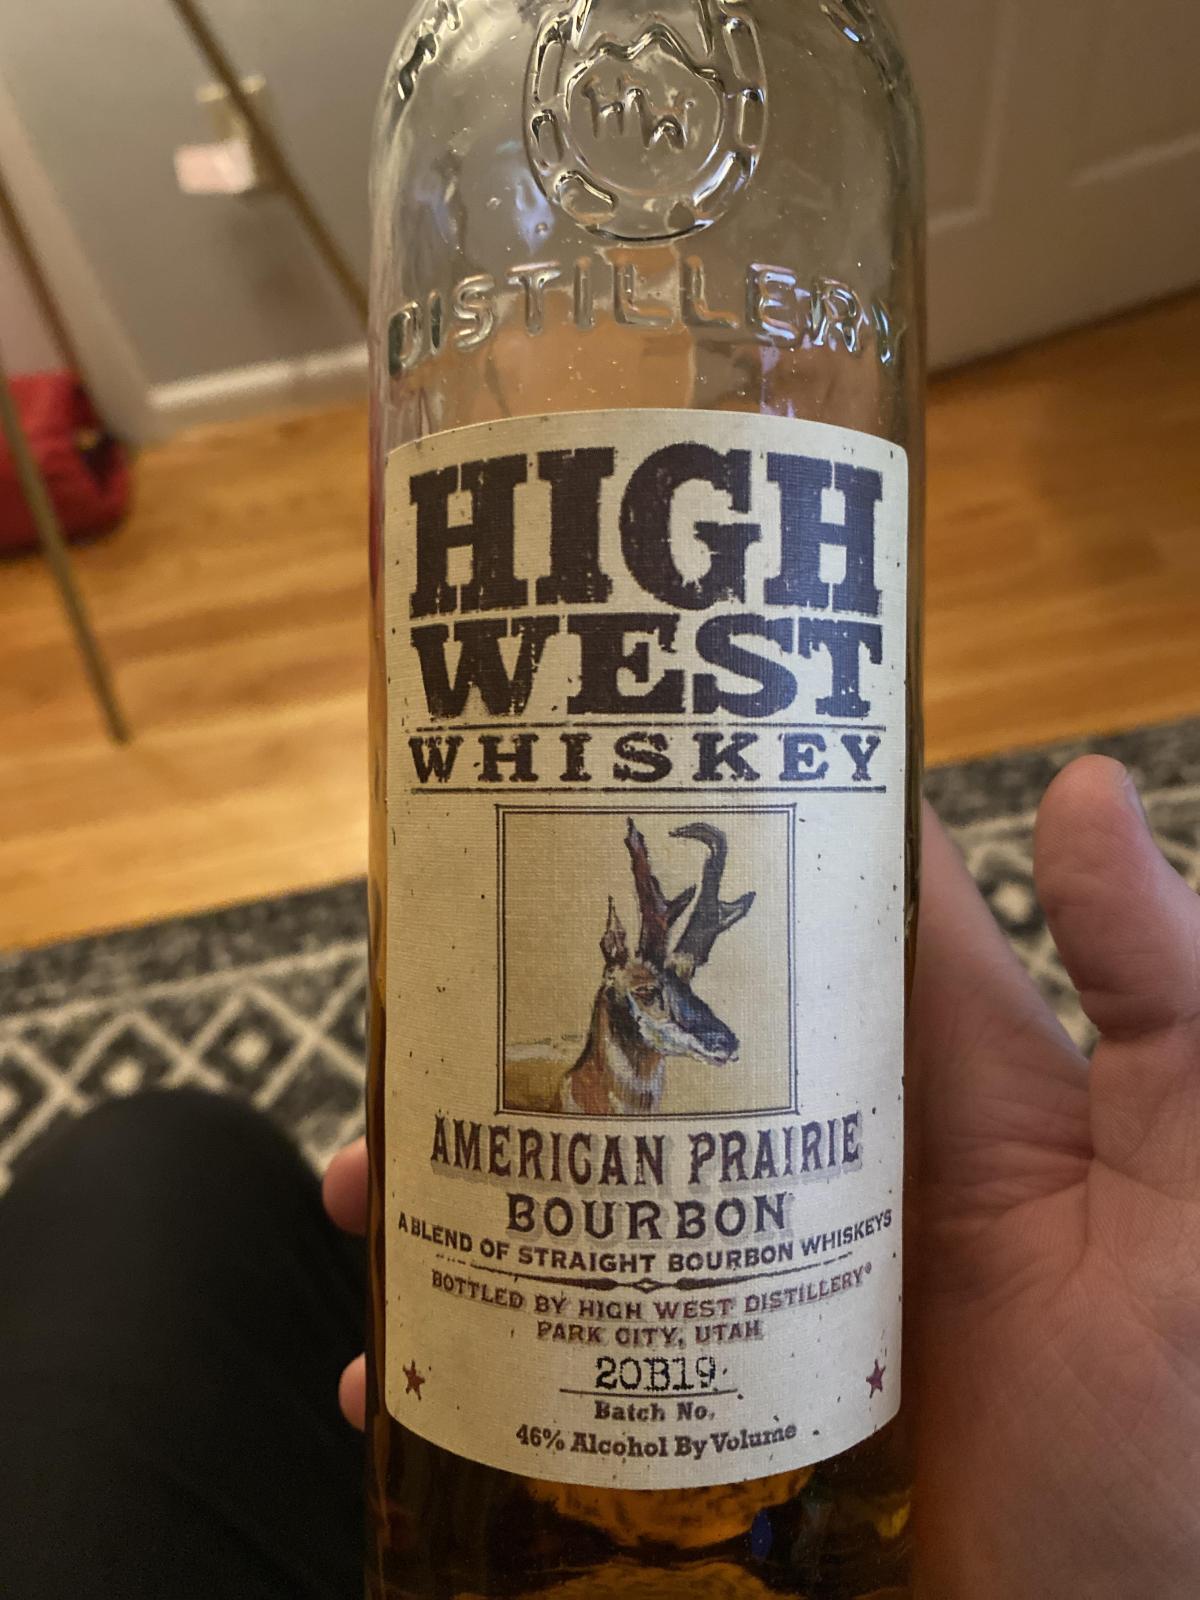 HW
DISTILLERY
HIGH
WEST
WHISKEY
AMERICAN PRAIRIE
BOURBON
A BLEND OF STRAIGHT BOURBON WHISKEYS
BOTTLED BY HIGH WEST DISTILLERY®
PARK CITY, UTAH
20B19
Batch No.
46% Alcohol By Volume